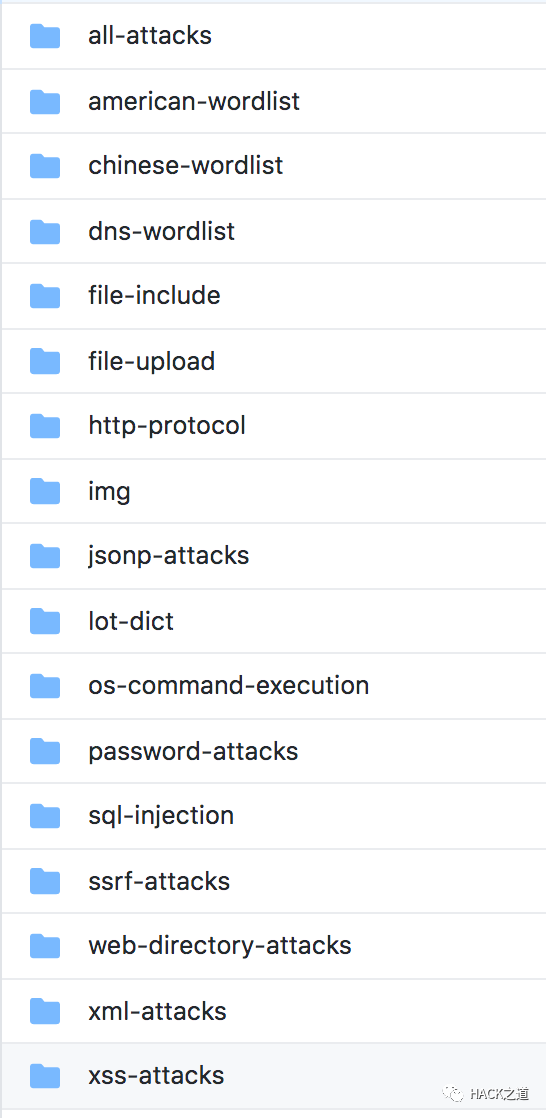 all-attacks
american-wordlist
chinese-wordlist
dns-wordlist
file-include
file-upload
http-protocol
img
jsonp-attacks
lot-dict
os-command-execution
password-attacks
sql-injection
ssrf-attacks
web-directory-attacks
xml-attacks
xss-attacks
HACK之道